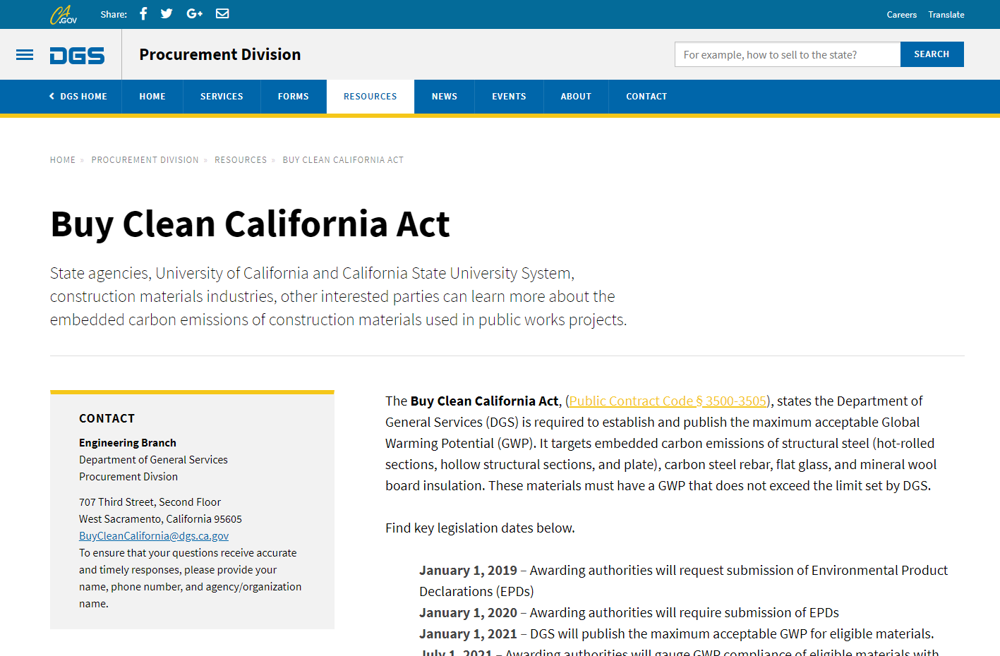 CA.GOV
Share:
Careers
Translate
DGS
Procurement Division
For example, how to sell to the state?
SEARCH
DGS HOME
HOME
SERVICES
FORMS
RESOURCES
NEWS
EVENTS
ABOUT
CONTACT
HOME » PROCUREMENT DIVISION » RESOURCES » BUY CLEAN CALIFORNIA ACT
Buy Clean California Act
State agencies, University of California and California State University System,
construction materials industries, other interested parties can learn more about the
embedded carbon emissions of construction materials used in public works projects.
CONTACT
Engineering Branch
Department of General Services
Procurement Divsion
707 Third Street, Second Floor
West Sacramento, California 95605
BuyCleanCalifornia@dgs.ca.gov
To ensure that your questions receive accurate
and timely responses, please provide your
name, phone number, and agency/organization
name.
The Buy Clean California Act, (Public Contract Code § 3500-3505), states the Department of
General Services (DGS) is required to establish and publish the maximum acceptable Global
Warming Potential (GWP). It targets embedded carbon emissions of structural steel (hot-rolled
sections, hollow structural sections, and plate), carbon steel rebar, flat glass, and mineral wool
board insulation. These materials must have a GWP that does not exceed the limit set by DGS.
Find key legislation dates below.
January 1, 2019 – Awarding authorities will request submission of Environmental Product
Declarations (EPDs)
January 1, 2020 – Awarding authorities will require submission of EPDs
January 1, 2021 – DGS will publish the maximum acceptable GWP for eligible materials.
July 1, 2021 – Awarding authorities will gauge GWP compliance of eligible materials with